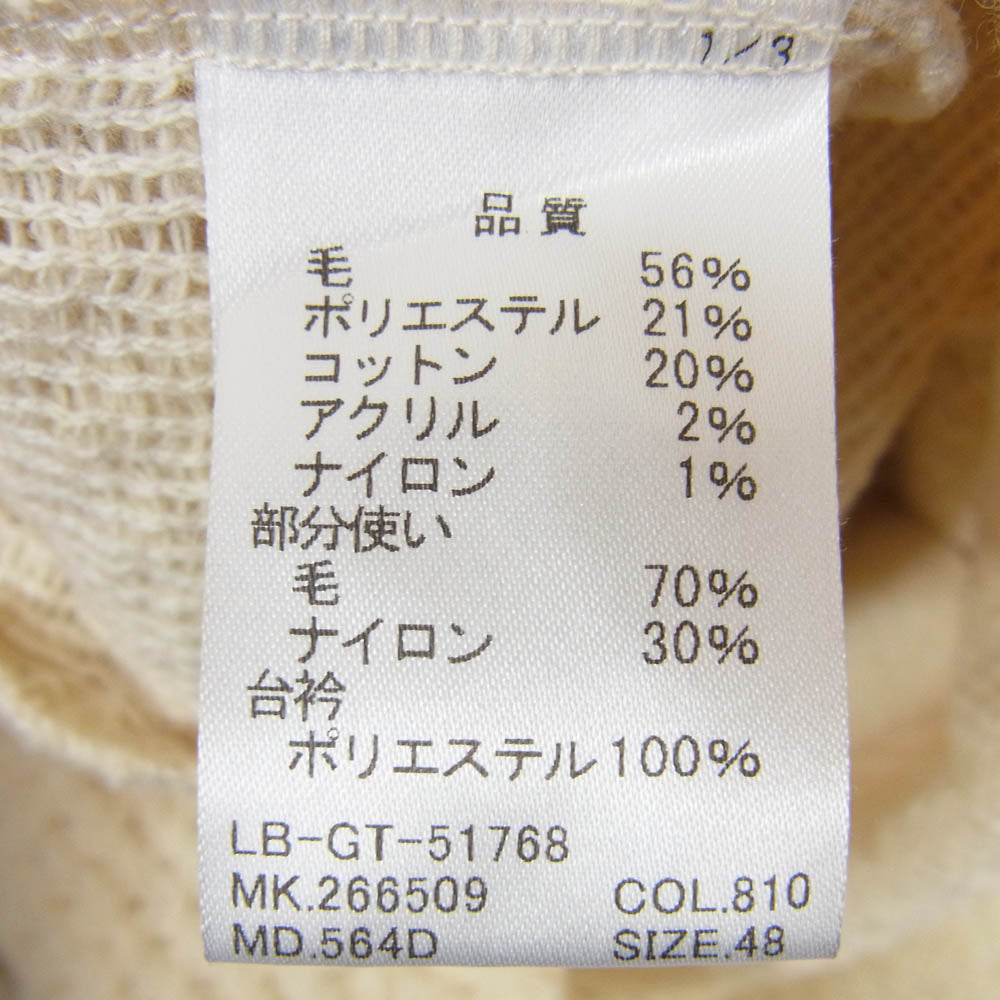 1/3
品質
毛 56%
ポリエステル 21%
コットン 20%
アクリル 2%
ナイロン 1%
部分使い
毛 70%
ナイロン 30%
台衿
ポリエステル 100%
LB-GT-51768
MK.266509 COL.810
MD.564D SIZE.48